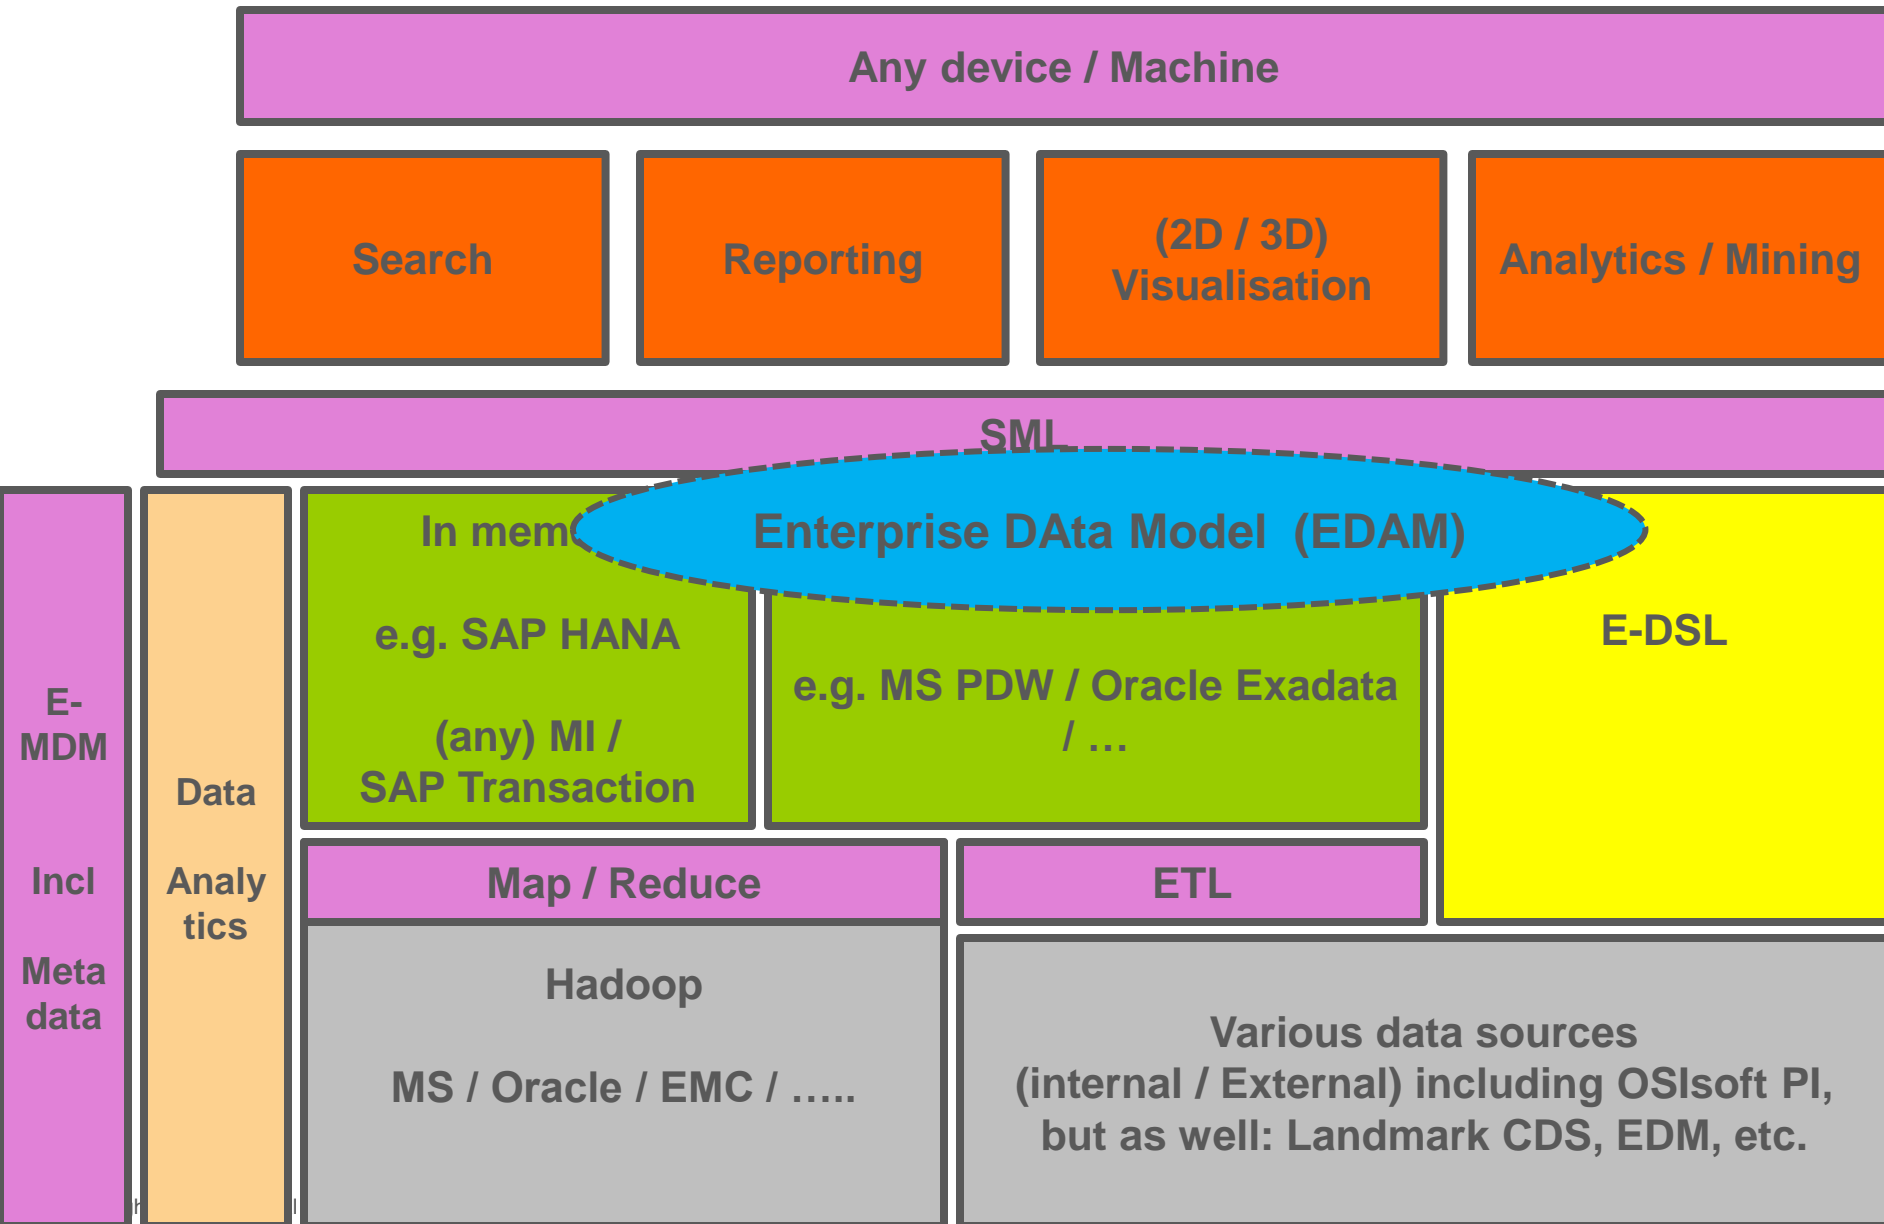 Any device / Machine
Search
Reporting
(2D / 3D)
Visualisation
Analytics / Mining
SML
Enterprise DAta Model (EDAM)
In mem
e.g. SAP HANA
(any) MI /
SAP Transaction
e.g. MS PDW / Oracle Exadata
/ …
E-DSL
E-
MDM
Incl
Meta
data
Data
Analy
tics
Map / Reduce
ETL
Hadoop
MS / Oracle / EMC / …..
Various data sources
(internal / External) including OSIsoft PI,
but as well: Landmark CDS, EDM, etc.